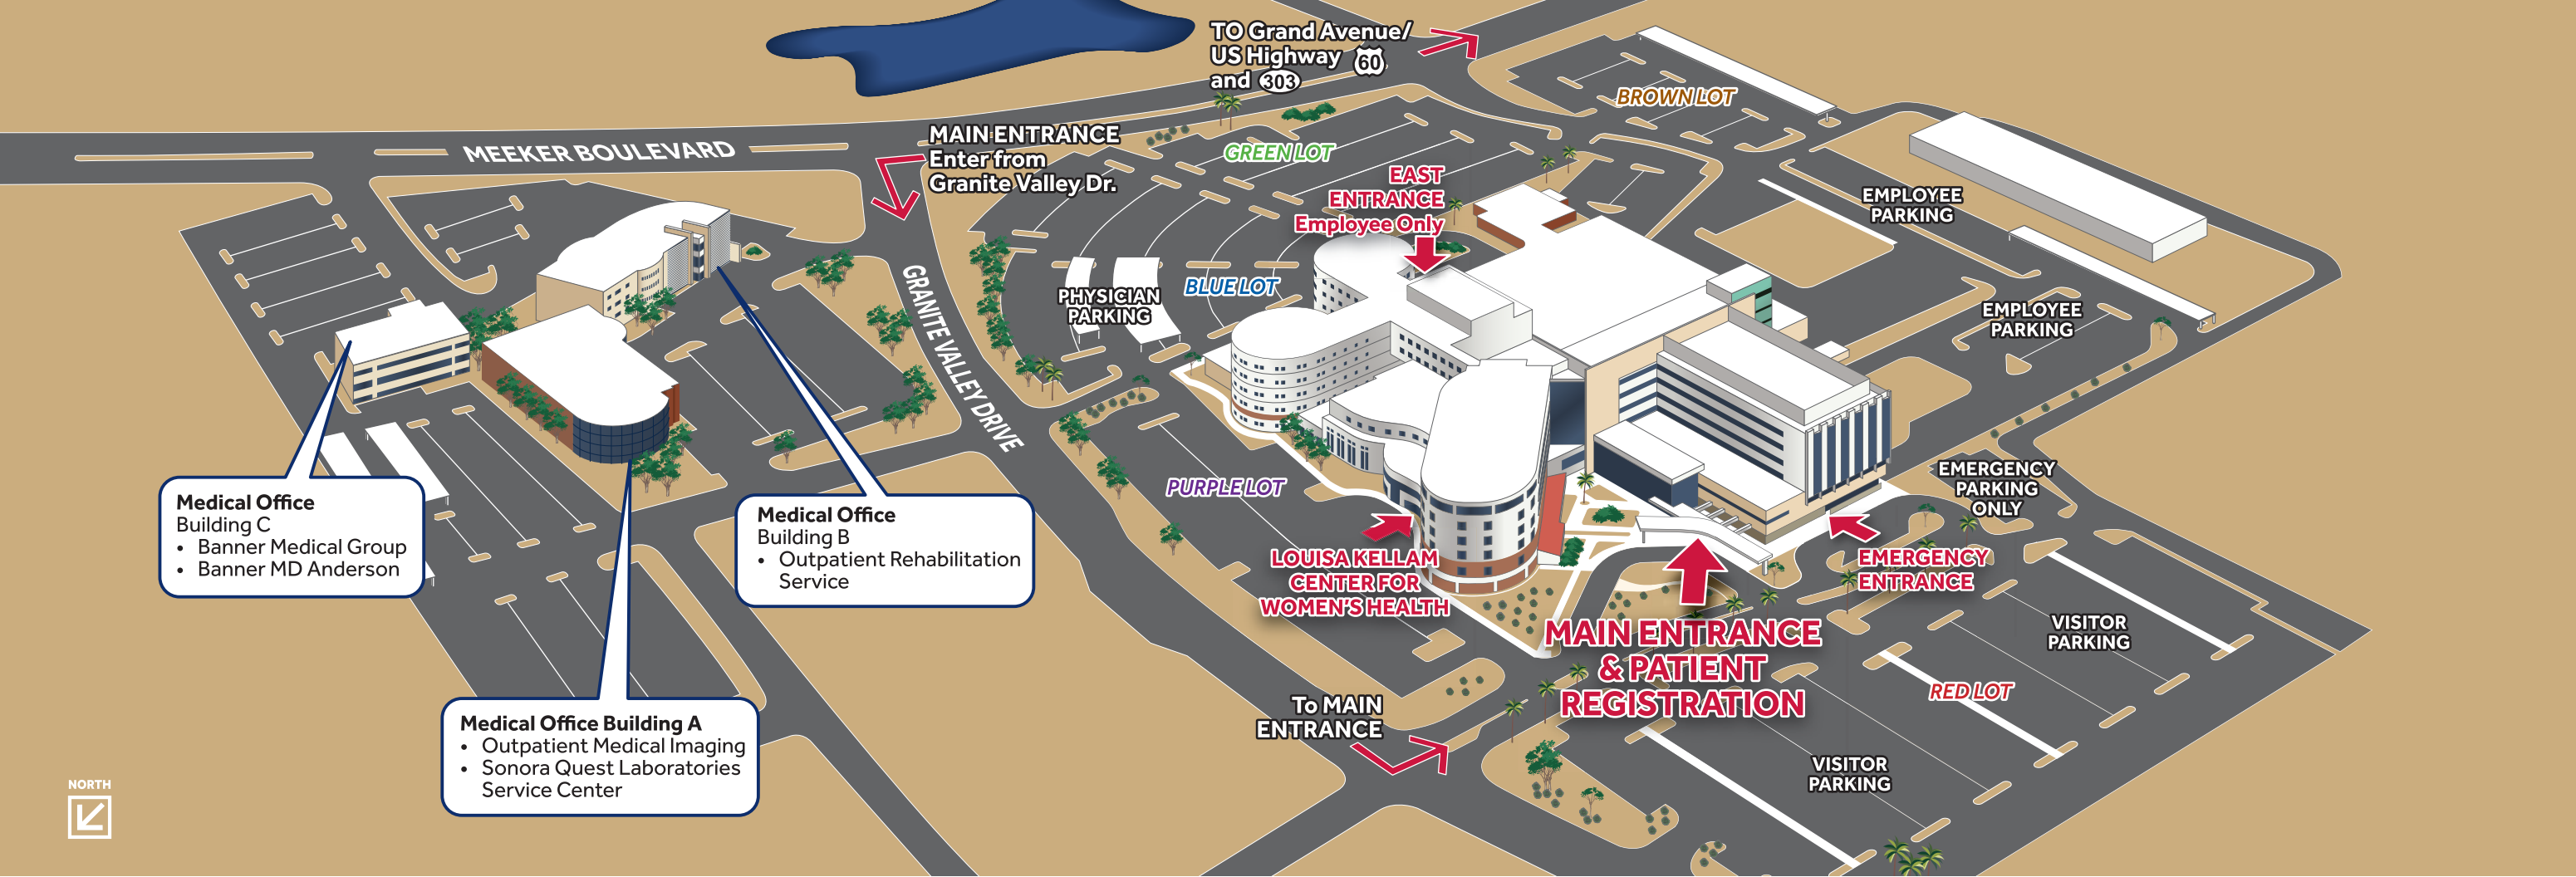 TO Grand Avenue/
US Highway 60
and 303
BROWN LOT
MAIN ENTRANCE
Enter from
Granite Valley Dr.
MEEKER BOULEVARD
GREEN LOT
EAST
ENTRANCE
Employee Only
EMPLOYEE
PARKING
GRANITE VALLEY DRIVE
PHYSICIAN
PARKING
BLUE LOT
EMPLOYEE
PARKING
PURPLE LOT
EMERGENCY
PARKING
ONLY
Medical Office
Building C
• Banner Medical Group
• Banner MD Anderson
Medical Office
Building B
• Outpatient Rehabilitation
Service
LOUISA KELLAM
CENTER FOR
WOMEN'S HEALTH
EMERGENCY
ENTRANCE
MAIN ENTRANCE
& PATIENT
REGISTRATION
VISITOR
PARKING
RED LOT
To MAIN
ENTRANCE
Medical Office Building A
• Outpatient Medical Imaging
• Sonora Quest Laboratories
Service Center
VISITOR
PARKING
NORTH